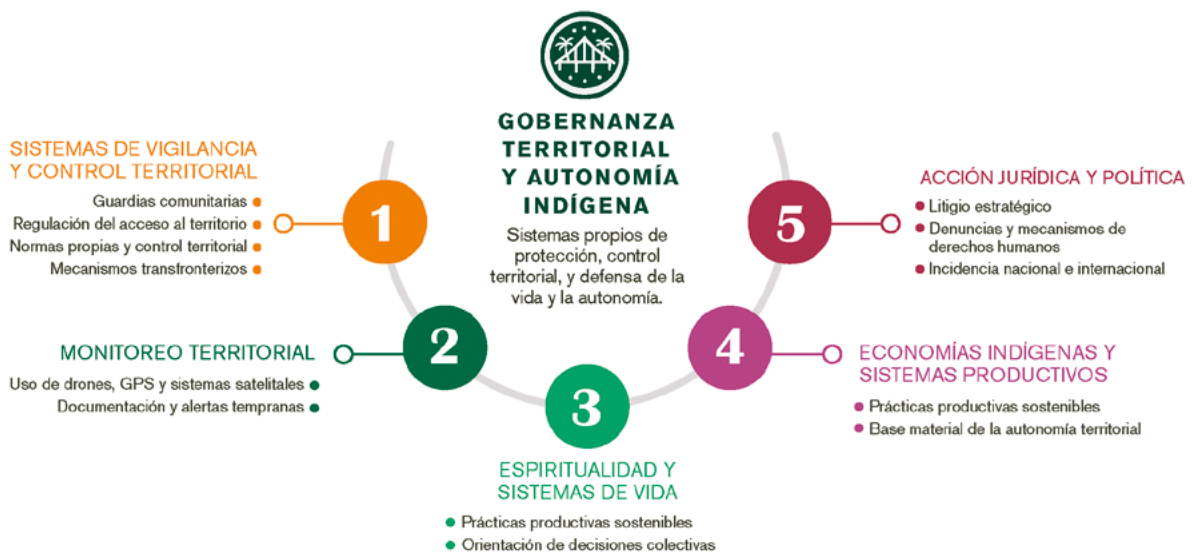 GOBERNANZA
TERRITORIAL
Y AUTONOMÍA
INDÍGENA
Sistemas propios de
protección, control
territorial, y defensa de la
vida y la autonomía.
SISTEMAS DE VIGILANCIA
Y CONTROL TERRITORIAL
Guardias comunitarias
Regulación del acceso al territorio
Normas propias y control territorial
Mecanismos transfronterizos
1
MONITOREO TERRITORIAL
Uso de drones, GPS y sistemas satelitales
Documentación y alertas tempranas
2
3
ESPIRITUALIDAD Y
SISTEMAS DE VIDA
Prácticas productivas sostenibles
Orientación de decisiones colectivas
4
ECONOMÍAS INDÍGENAS Y
SISTEMAS PRODUCTIVOS
Prácticas productivas sostenibles
Base material de la autonomía territorial
5
ACCIÓN JURÍDICA Y POLÍTICA
Litigio estratégico
Denuncias y mecanismos de
derechos humanos
Incidencia nacional e internacional